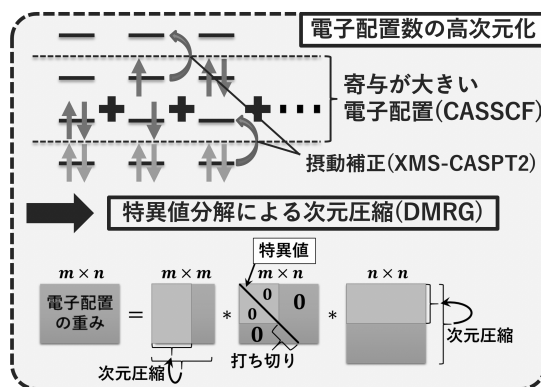 電子配置数の高次元化
寄与が大きい
電子配置(CASSCF)
摂動補正(XMS-CASPT2)
特異値分解による次元圧縮(DMRG)
特異値
m × n
m × m
m × n
n × n
電子配置
の重み
=
*
0
0
0
0
*
次元圧縮
打ち切り
次元圧縮